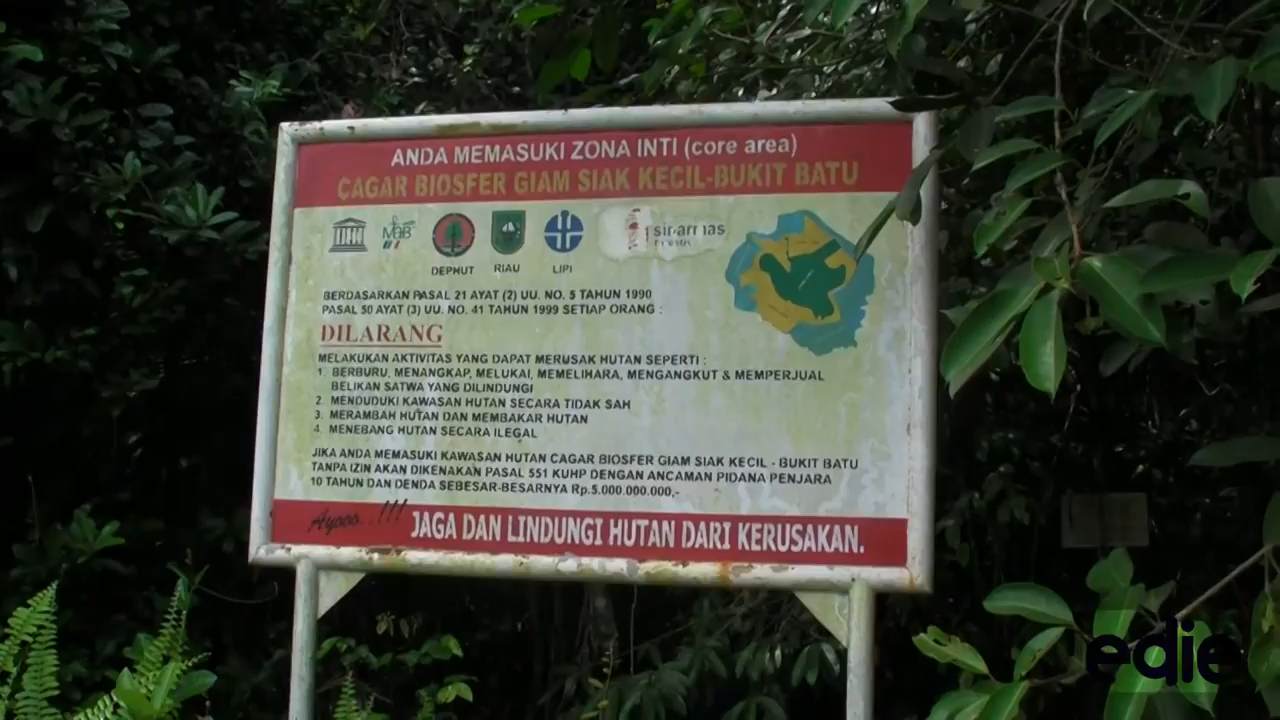 ANDA MEMASUKI ZONA INTI (core area)
CAGAR BIOSFER GIAM SIAK KECIL-BUKIT BATU
MaB
sinarmas
DEPHUT RIAU LIPI
BERDASARKAN PASAL 21 AYAT (2) UU. NO. 5 TAHUN 1990
PASAL 50 AYAT (3) UU. NO. 41 TAHUN 1999 SETIAP ORANG :
DILARANG
MELAKUKAN AKTIVITAS YANG DAPAT MERUSAK HUTAN SEPERTI :
1. BERBURU, MENANGKAP, MELUKAI, MEMELIHARA, MENGANGKUT & MEMPERJUAL
BELIKAN SATWA YANG DILINDUNGI
2. MENDUDUKI KAWASAN HUTAN SECARA TIDAK SAH
3. MERAMBAH HUTAN DAN MEMBAKAR HUTAN
4. MENEBANG HUTAN SECARA ILEGAL
JIKA ANDA MEMASUKI KAWASAN HUTAN CAGAR BIOSFER GIAM SIAK KECIL - BUKIT BATU
TANPA IZIN AKAN DIKENAKAN PASAL 551 KUHP DENGAN ANCAMAN PIDANA PENJARA
10 TAHUN DAN DENDA SEBESAR-BESARNYA Rp.5.000.000.000,-
Ayooo..!!! JAGA DAN LINDUNGI HUTAN DARI KERUSAKAN.
edie